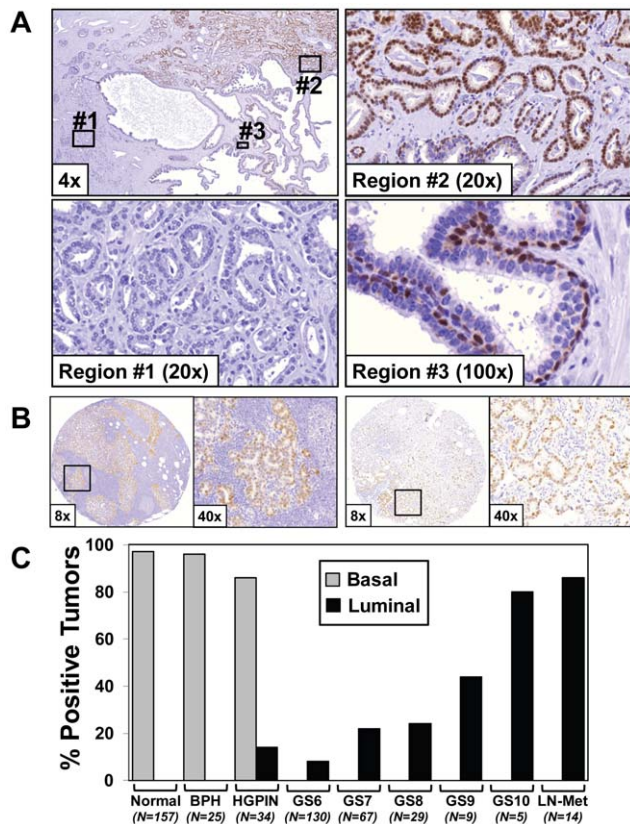 A
#1
#2
#3
4x
Region #2 (20x)
Region #1 (20x)
Region #3 (100x)
B
8x
40x
8x
40x
C
% Positive Tumors
100
80
60
40
20
0
Basal
Luminal
Normal BPH HGPIN GS6 GS7 GS8 GS9 GS10 LN-Met
(N=157) (N=25) (N=34) (N=130) (N=67) (N=29) (N=9) (N=5) (N=14)